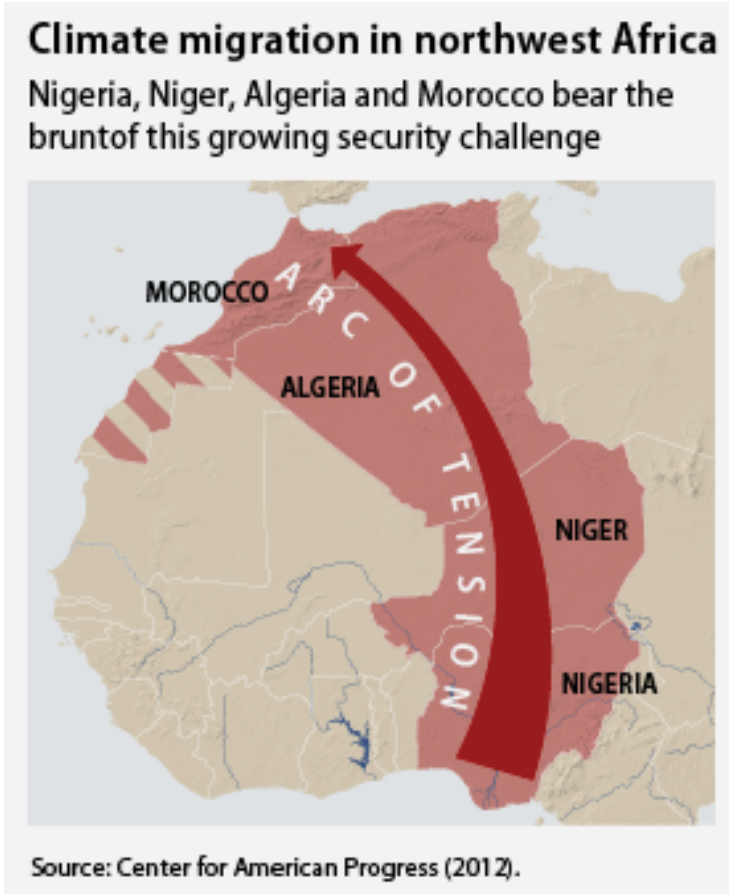 Climate migration in northwest Africa
Nigeria, Niger, Algeria and Morocco bear the
bruntof this growing security challenge
MOROCCO
ARC OF TENSION
ALGERIA
NIGER
NIGERIA
Source: Center for American Progress (2012).